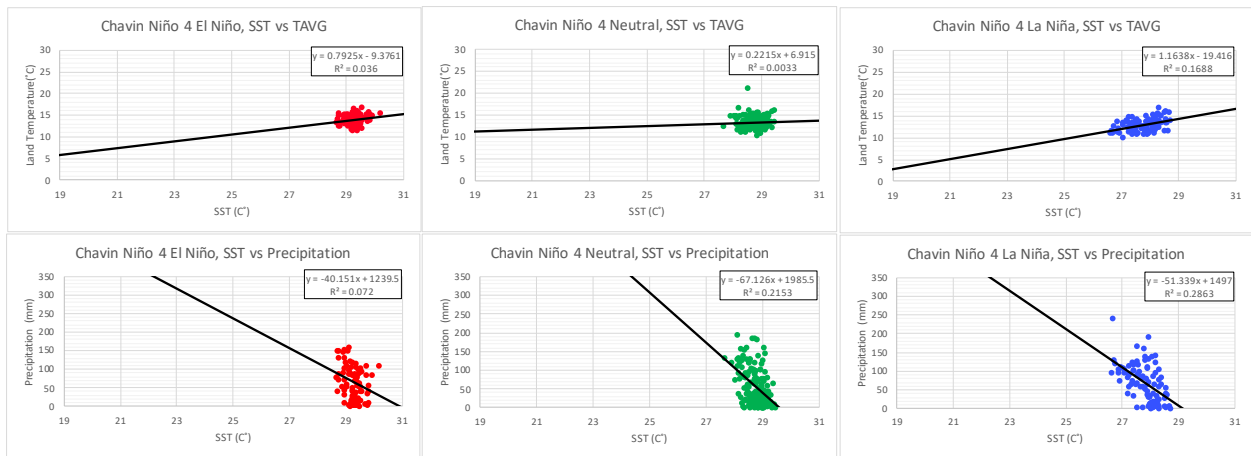 Chavin Niño 4 El Niño, SST vs TAVG
y = 0.7925x - 9.3761
R² = 0.036
Land Temperature(˚C)
30
25
20
15
10
5
0
19 21 23 25 27 29 31
SST (C˚)
Chavin Niño 4 Neutral, SST vs TAVG
y = 0.2215x + 6.915
R² = 0.0033
Land Temperature (˚C)
30
25
20
15
10
5
0
19 21 23 25 27 29 31
SST (C˚)
Chavin Niño 4 La Niña, SST vs TAVG
y = 1.1638x - 19.416
R² = 0.1688
Land Temperature (˚C)
30
25
20
15
10
5
0
19 21 23 25 27 29 31
SST (C˚)
Chavin Niño 4 El Niño, SST vs Precipitation
y = -40.151x + 1239.5
R² = 0.072
Precipitation (mm)
350
300
250
200
150
100
50
0
19 21 23 25 27 29 31
SST (C˚)
Chavin Niño 4 Neutral, SST vs Precipitation
y = -67.126x + 1985.5
R² = 0.2153
Precipitation (mm)
350
300
250
200
150
100
50
0
19 21 23 25 27 29 31
SST (C˚)
Chavin Niño 4 La Niña, SST vs Precipitation
y = -51.339x + 1497
R² = 0.2863
Precipitation (mm)
350
300
250
200
150
100
50
0
19 21 23 25 27 29 31
SST (C˚)